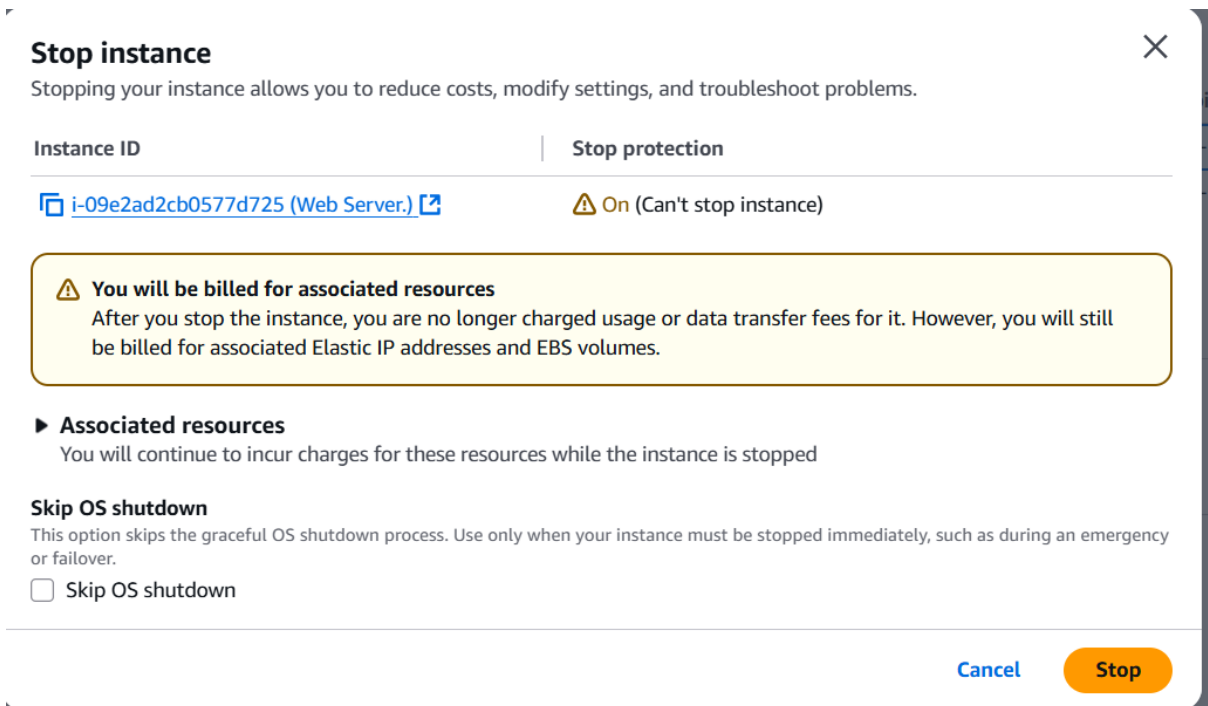 Stop instance
Stopping your instance allows you to reduce costs, modify settings, and troubleshoot problems.
Instance ID
Stop protection
i-09e2ad2cb0577d725 (Web Server.)
On (Can't stop instance)
You will be billed for associated resources
After you stop the instance, you are no longer charged usage or data transfer fees for it. However, you will still
be billed for associated Elastic IP addresses and EBS volumes.
Associated resources
You will continue to incur charges for these resources while the instance is stopped
Skip OS shutdown
This option skips the graceful OS shutdown process. Use only when your instance must be stopped immediately, such as during an emergency
or failover.
Skip OS shutdown
Cancel
Stop